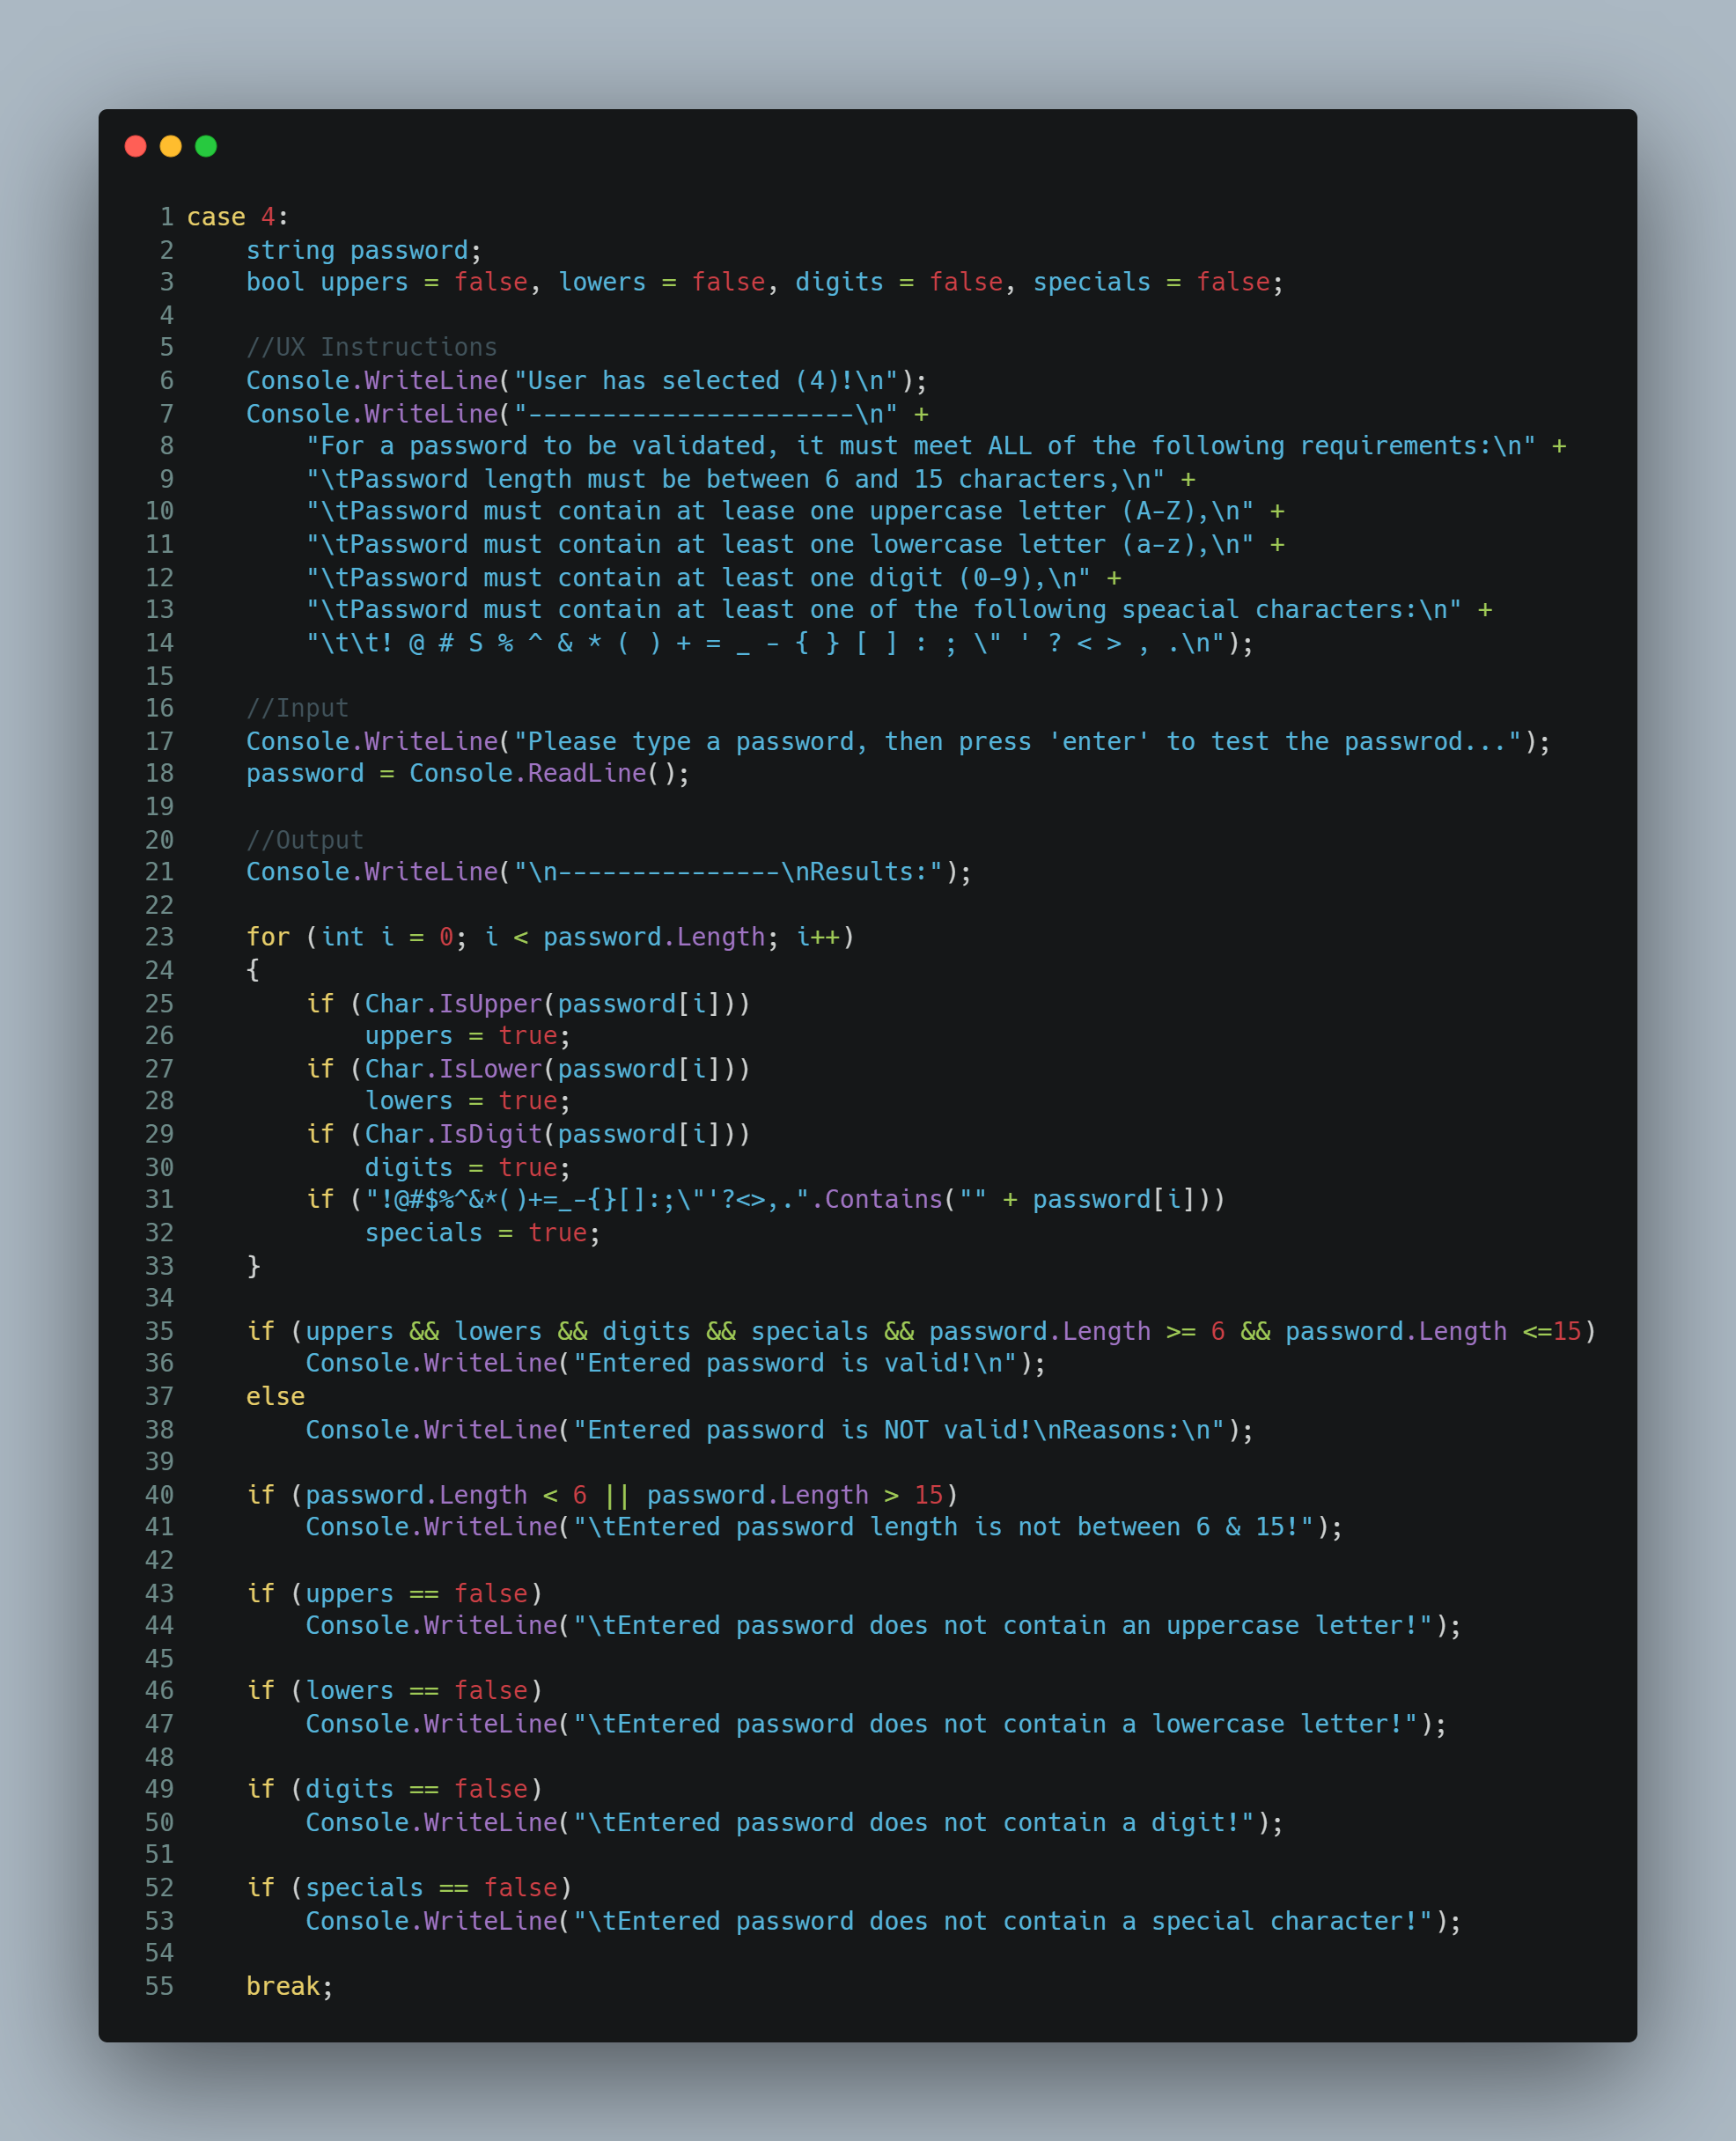 1 case 4:
2     string password;
3     bool uppers = false, lowers = false, digits = false, specials = false;
4
5     //UX Instructions
6     Console.WriteLine("User has selected (4)!\n");
7     Console.WriteLine("----------------------\n" +
8         "For a password to be validated, it must meet ALL of the following requirements:\n" +
9         "\tPassword length must be between 6 and 15 characters,\n" +
10         "\tPassword must contain at lease one uppercase letter (A-Z),\n" +
11         "\tPassword must contain at least one lowercase letter (a-z),\n" +
12         "\tPassword must contain at least one digit (0-9),\n" +
13         "\tPassword must contain at least one of the following speacial characters:\n" +
14         "\t\t! @ # S % ^ & * ( ) + = _ - { } [ ] : ; \" ' ? < > , .\n");
15
16     //Input
17     Console.WriteLine("Please type a password, then press 'enter' to test the passwrod...");
18     password = Console.ReadLine();
19
20     //Output
21     Console.WriteLine("\n---------------\nResults:");
22
23     for (int i = 0; i < password.Length; i++)
24     {
25         if (Char.IsUpper(password[i]))
26             uppers = true;
27         if (Char.IsLower(password[i]))
28             lowers = true;
29         if (Char.IsDigit(password[i]))
30             digits = true;
31         if ("!@#$%^&*()+=_-{}[]:;\"'?<>,.".Contains("" + password[i]))
32             specials = true;
33     }
34
35     if (uppers && lowers && digits && specials && password.Length >= 6 && password.Length <=15)
36         Console.WriteLine("Entered password is valid!\n");
37     else
38         Console.WriteLine("Entered password is NOT valid!\nReasons:\n");
39
40     if (password.Length < 6 || password.Length > 15)
41         Console.WriteLine("\tEntered password length is not between 6 & 15!");
42
43     if (uppers == false)
44         Console.WriteLine("\tEntered password does not contain an uppercase letter!");
45
46     if (lowers == false)
47         Console.WriteLine("\tEntered password does not contain a lowercase letter!");
48
49     if (digits == false)
50         Console.WriteLine("\tEntered password does not contain a digit!");
51
52     if (specials == false)
53         Console.WriteLine("\tEntered password does not contain a special character!");
54
55     break;